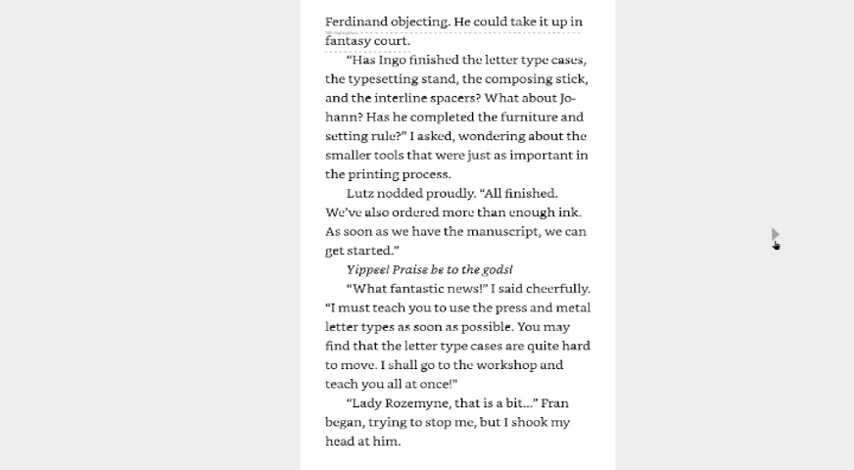 Ferdinand objecting. He could take it up in
fantasy court.
“Has Ingo finished the letter type cases,
the typesetting stand, the composing stick,
and the interline spacers? What about Jo-
hann? Has he completed the furniture and
setting rule?” I asked, wondering about the
smaller tools that were just as important in
the printing process.
Lutz nodded proudly. “All finished.
We’ve also ordered more than enough ink.
As soon as we have the manuscript, we can
get started.”
Yippee! Praise be to the gods!
“What fantastic news!” I said cheerfully.
“I must teach you to use the press and metal
letter types as soon as possible. You may
find that the letter type cases are quite hard
to move. I shall go to the workshop and
teach you all at once!”
“Lady Rozemyne, that is a bit...” Fran
began, trying to stop me, but I shook my
head at him.